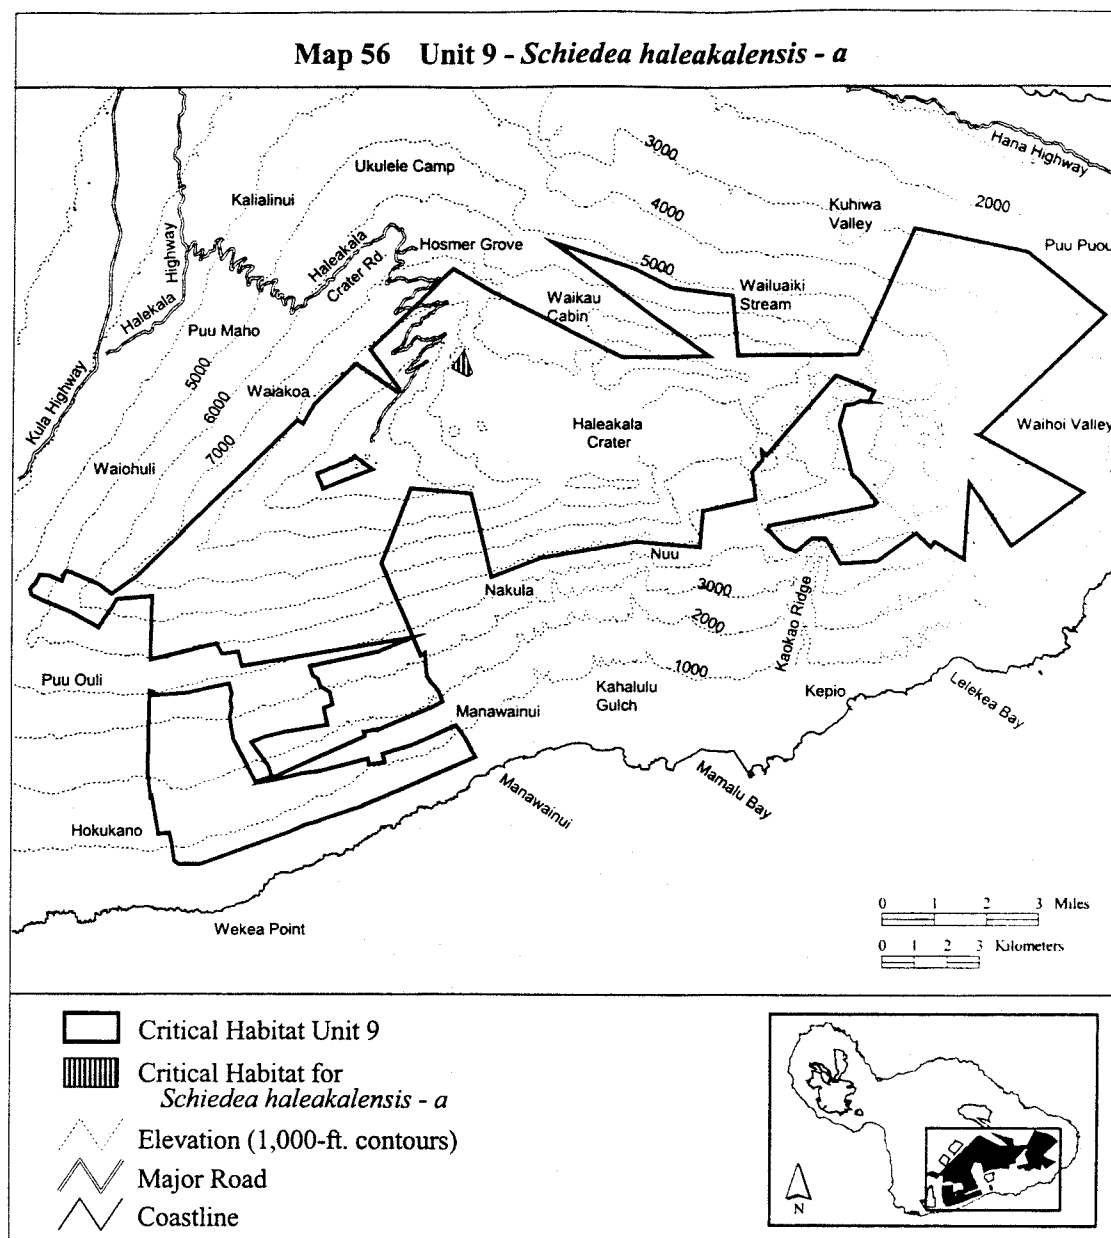 Map 56 Unit 9 - Schiedea haleakalensis - a
Hana Highway
3000
Ukulele Camp
Kalialinui
4000
Kuhiwa
Valley
2000
Highway
Haleakala
Crater Rd.
Hosmer Grove
Puu Puou
5000
Wailuaiki
Stream
Waikau
Cabin
Halekala
Puu Maho
5000
Kula Highway
Waiakoa
6000
7000
Haleakala
Crater
Waihoi Valley
Waiohuli
Nuu
Nakula
3000
2000
Kaokao Ridge
1000
Puu Ouli
Kahalulu
Gulch
Kepio
Lelekea Bay
Manawainui
Manawainui
Mamalu Bay
Hokukano
Wekea Point
0 1 2 3 Miles
0 1 2 3 Kilometers
Critical Habitat Unit 9
Critical Habitat for
Schiedea haleakalensis - a
Elevation (1,000-ft. contours)
Major Road
Coastline
N